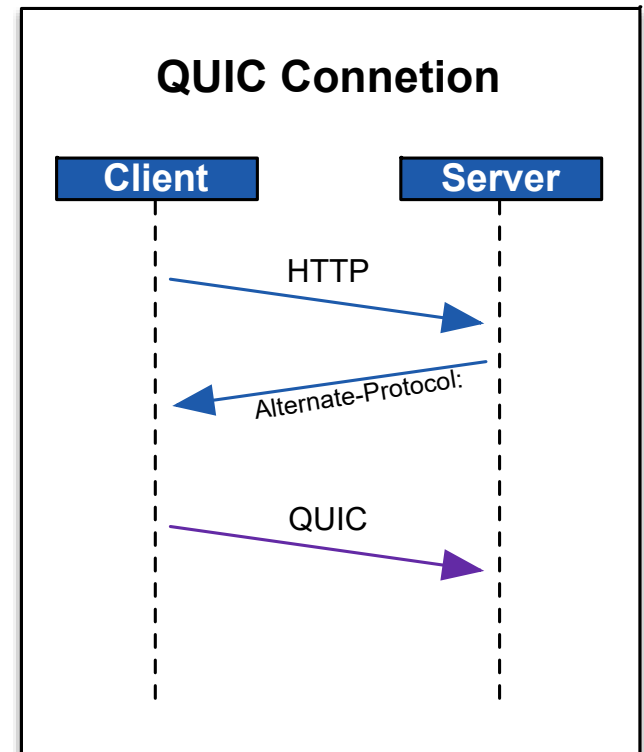 QUIC Connetion
Client
Server
HTTP
Alternate-Protocol:
QUIC